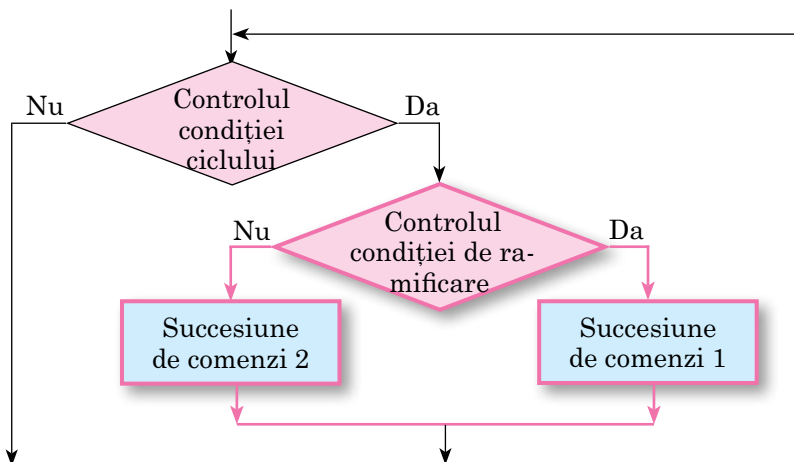 Nu
Controlul
condiției
ciclului
Da
Nu
Controlul
condiției de ra-
mificare
Da
Succesiune
de comenzi 2
Succesiune
de comenzi 1